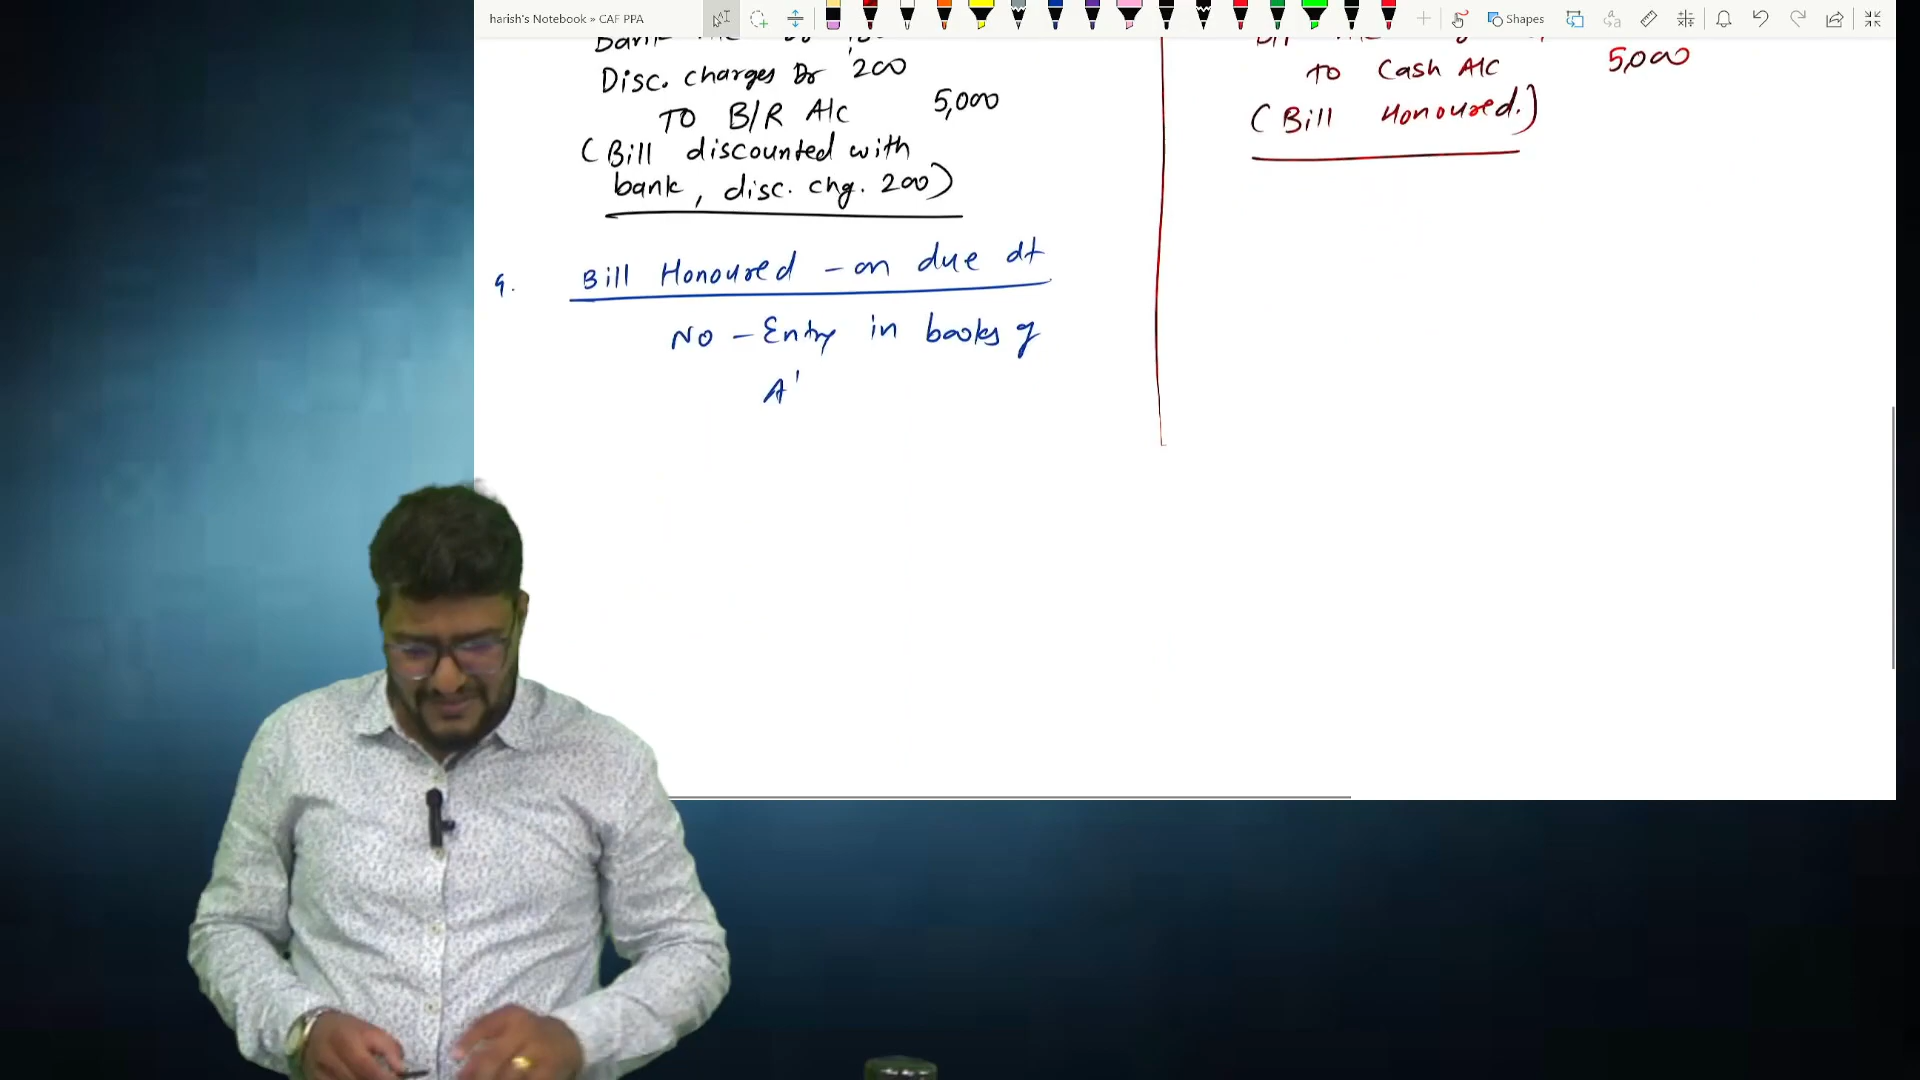 harish's Notebook » CAF PPA
Shapes
Disc. charges Dr 200
To B/R A/c 5,000
(Bill discounted with
bank, disc. chg. 200)
Bill Honoured - on due dt
No - Entry in books of
A'
To Cash A/C 5,000
(Bill Honoured.)